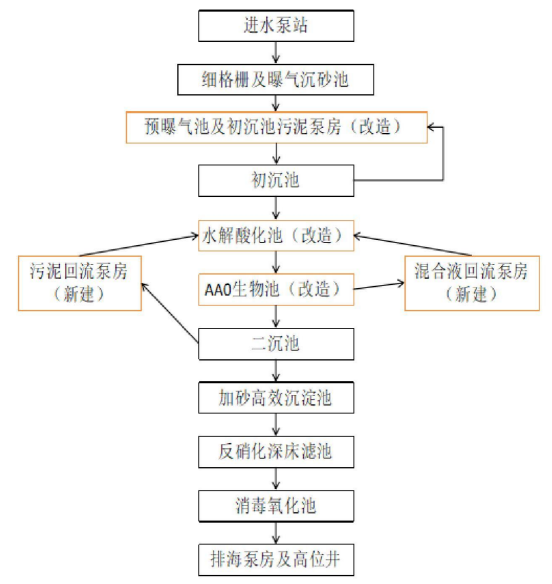 进水泵站
细格栅及曝气沉砂池
预曝气池及初沉池污泥泵房（改造）
初沉池
水解酸化池（改造）
污泥回流泵房
（新建）
混合液回流泵房
（新建）
AAO生物池（改造）
二沉池
加砂高效沉淀池
反硝化深床滤池
消毒氧化池
排海泵房及高位井